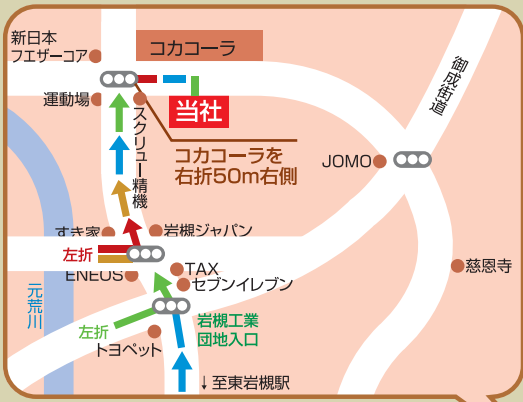 新日本
フエザーコア
コカコーラ
御成街道
運動場
当社
スクリュー精機
コカコーラを
右折50m右側
JOMO
すき家
岩槻ジャパン
左折
ENEOS
TAX
セブンイレブン
慈恩寺
元荒川
左折
岩槻工業
団地入口
トヨペット
↓至東岩槻駅